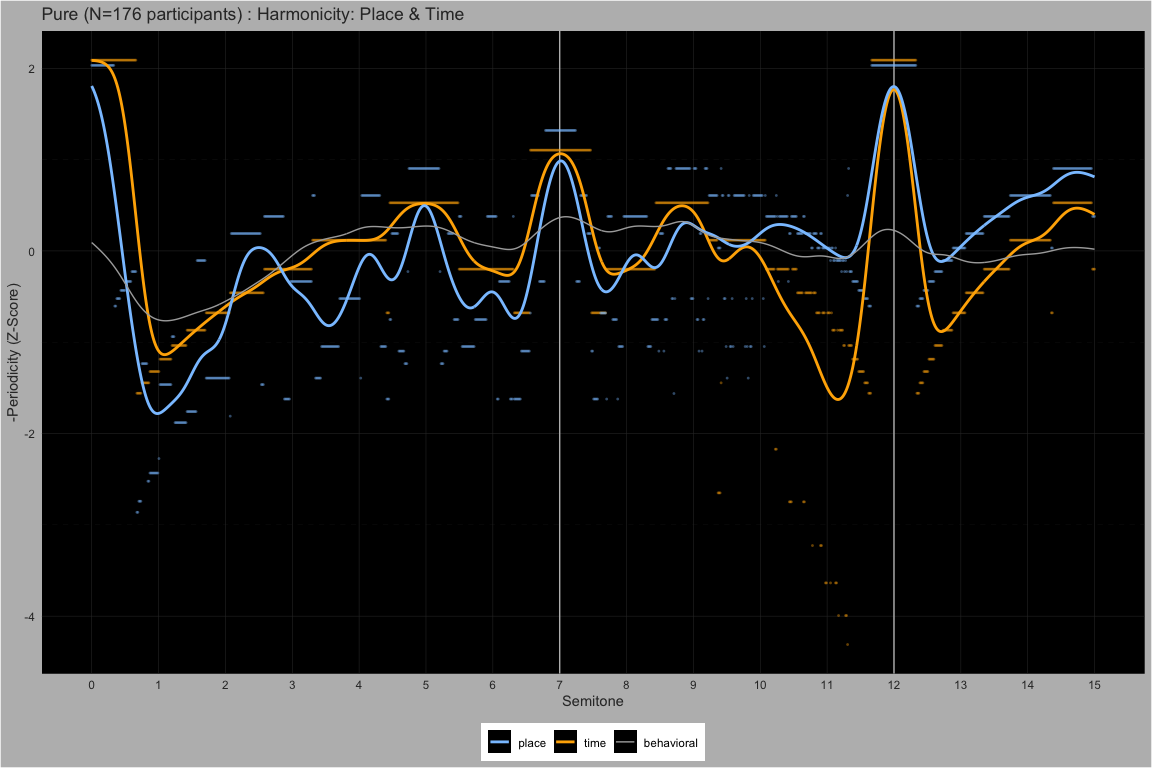 Pure (N=176 participants) : Harmonicity: Place & Time
-Periodicity (Z-Score)
2
0
-2
-4
0 1 2 3 4 5 6 7 8 9 10 11 12 13 14 15
Semitone
place time behavioral